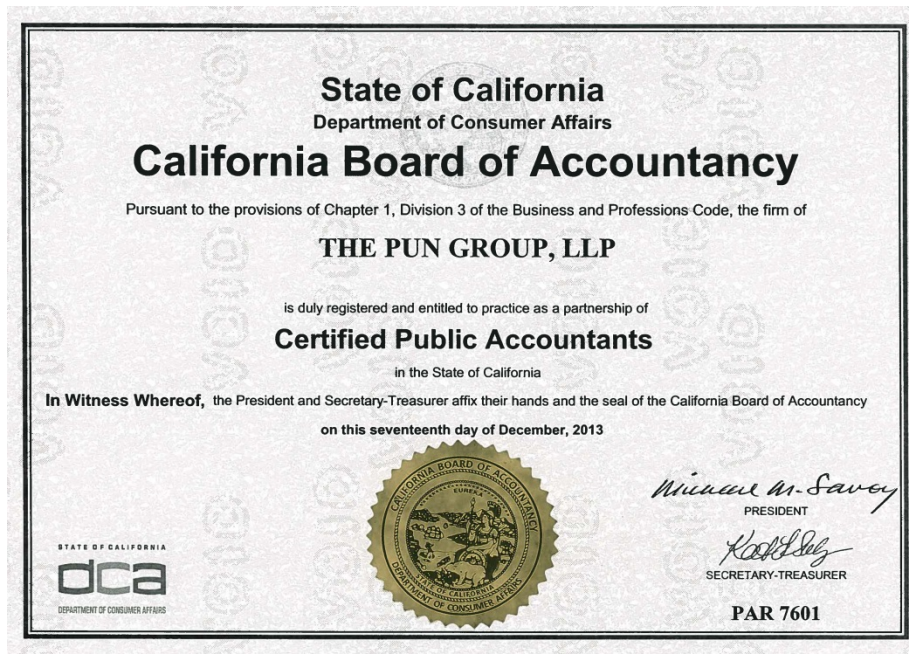 State of California
Department of Consumer Affairs
California Board of Accountancy
Pursuant to the provisions of Chapter 1, Division 3 of the Business and Professions Code, the firm of
THE PUN GROUP, LLP
is duly registered and entitled to practice as a partnership of
Certified Public Accountants
in the State of California
In Witness Whereof, the President and Secretary-Treasurer affix their hands and the seal of the California Board of Accountancy
on this seventeenth day of December, 2013
CALIFORNIA BOARD OF ACCOUNTANCY
EUREKA
STATE OF CALIFORNIA
DEPARTMENT OF CONSUMER AFFAIRS
Michael M. Savoy
PRESIDENT
SECRETARY-TREASURER
PAR 7601
STATE OF CALIFORNIA
dca
DEPARTMENT OF CONSUMER AFFAIRS
VOID